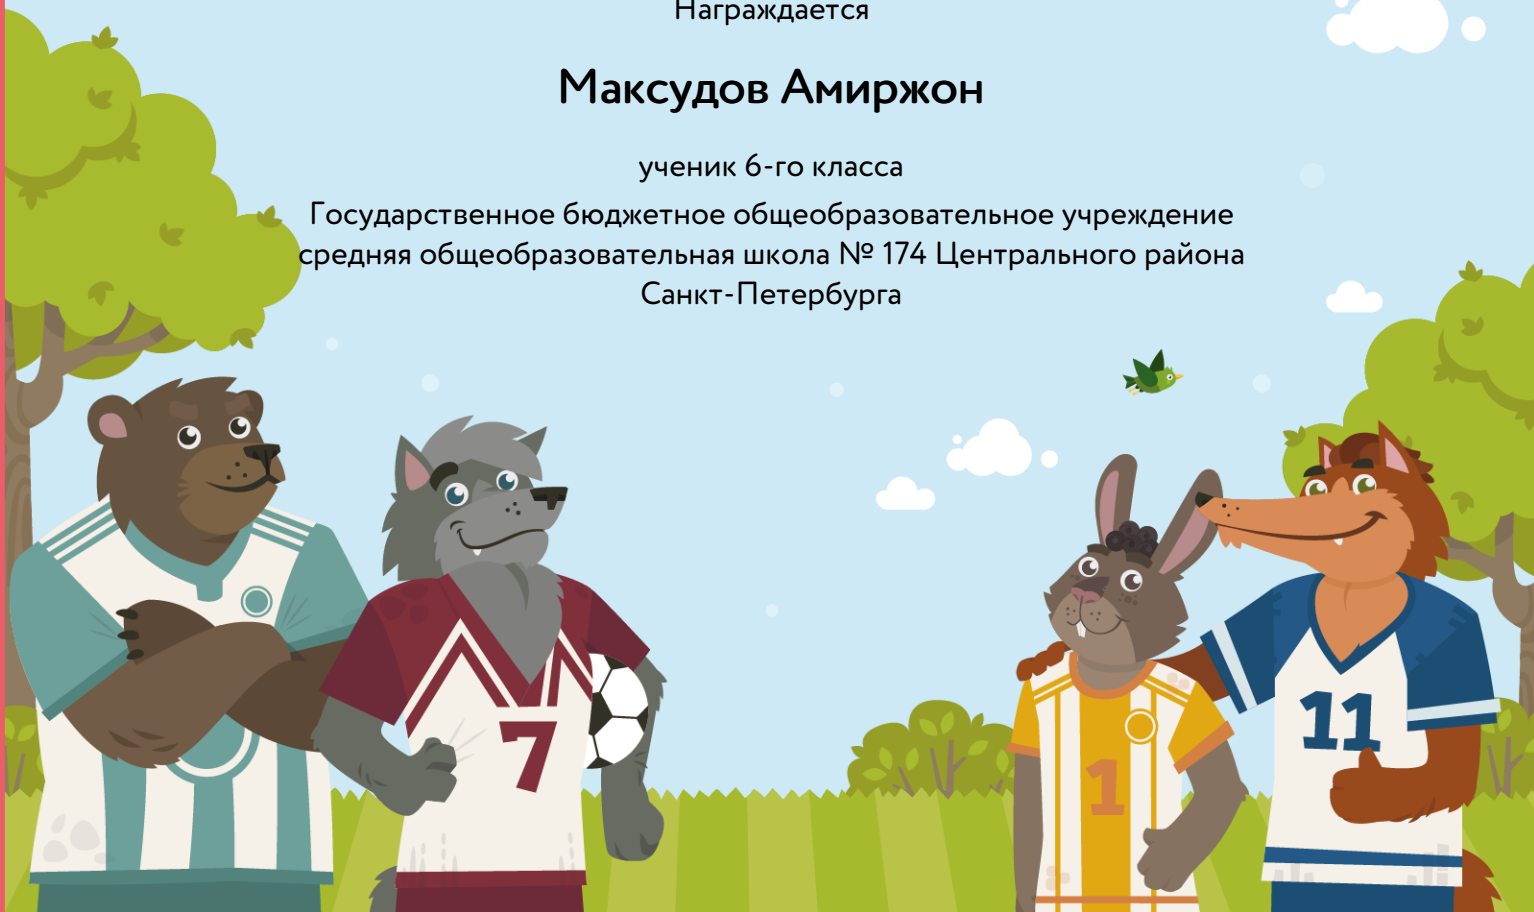 Награждается
Максудов Амиржон
ученик 6-го класса
Государственное бюджетное общеобразовательное учреждение
средняя общеобразовательная школа № 174 Центрального района
Санкт-Петербурга
7
1
11